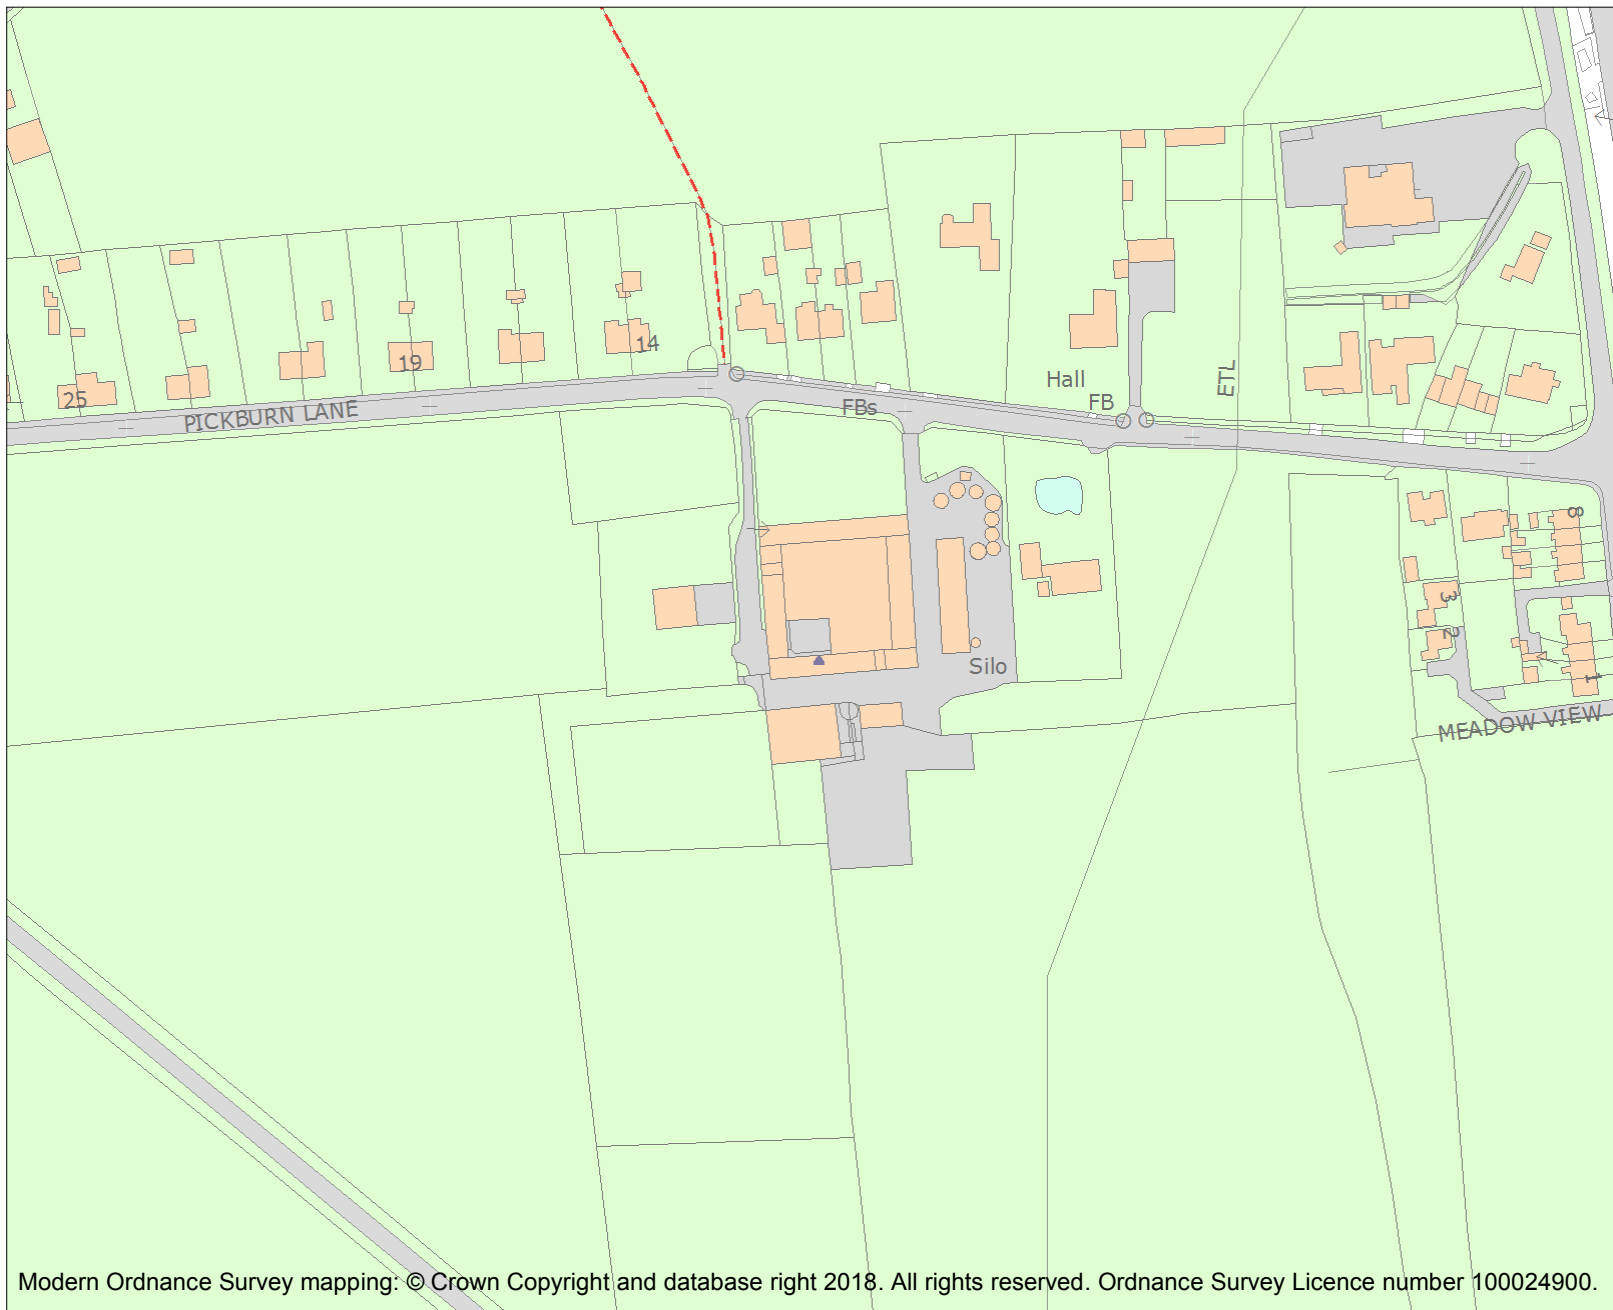 14
19
25
PICKBURN LANE
Hall
FB
FBs
ETL
8
3
2
1
Silo
MEADOW VIEW
Modern Ordnance Survey mapping: © Crown Copyright and database right 2018. All rights reserved. Ordnance Survey Licence number 100024900.